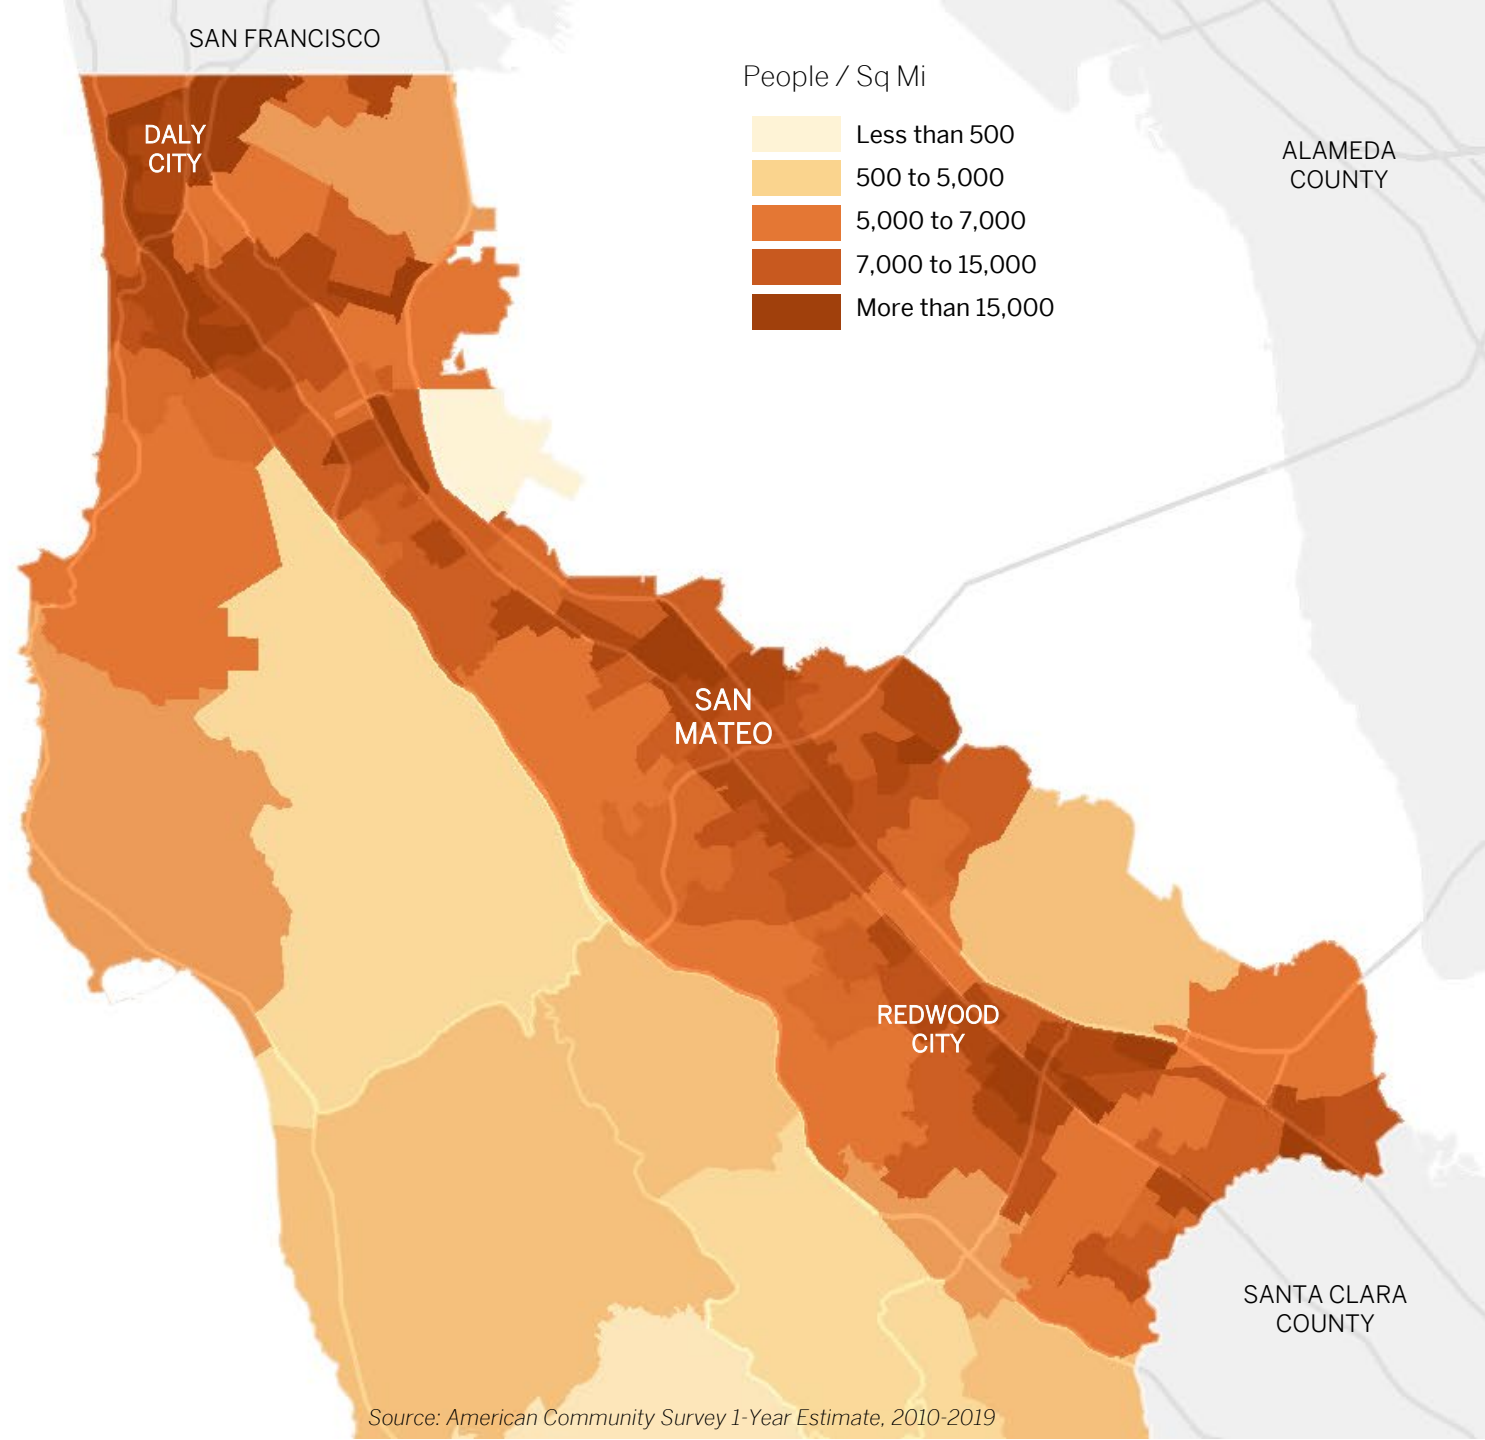 SAN FRANCISCO
People / Sq Mi
Less than 500
500 to 5,000
5,000 to 7,000
7,000 to 15,000
More than 15,000
DALY
CITY
ALAMEDA
COUNTY
SAN
MATEO
REDWOOD
CITY
SANTA CLARA
COUNTY
Source: American Community Survey 1-Year Estimate, 2010-2019